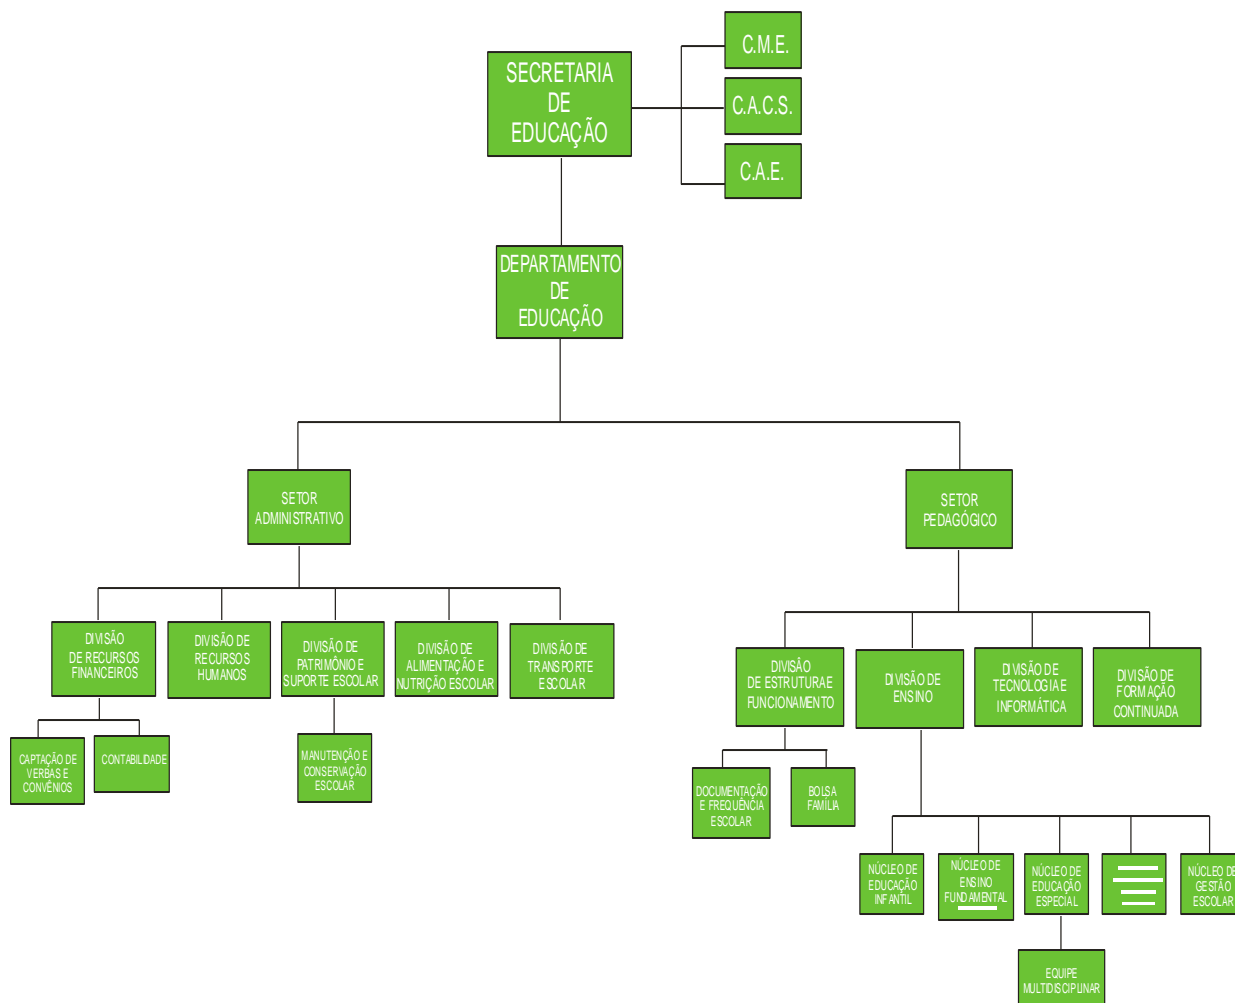 C.M.E.
SECRETARIA
DE
EDUCAÇÃO
C.A.C.S.
C.A.E.
DEPARTAMENTO
DE
EDUCAÇÃO
SETOR
ADMINISTRATIVO
SETOR
PEDAGÓGICO
DIVISÃO
DE RECURSOS
FINANCEIROS
DIVISÃO DE
RECURSOS
HUMANOS
DIVISÃO DE
PATRIMÔNIO E
SUPORTE ESCOLAR
DIVISÃO DE
ALIMENTAÇÃO E
NUTRIÇÃO ESCOLAR
DIVISÃO DE
TRANSPORTE
ESCOLAR
CAPTAÇÃO DE
VERBAS E
CONVÊNIOS
CONTABILIDADE
MANUTENÇÃO E
CONSERVAÇÃO
ESCOLAR
DIVISÃO
DE ESTRUTURA E
FUNCIONAMENTO
DIVISÃO DE
ENSINO
DIVISÃO DE
TECNOLOGIA E
INFORMÁTICA
DIVISÃO DE
FORMAÇÃO
CONTINUADA
DOCUMENTAÇÃO
E FREQUÊNCIA
ESCOLAR
BOLSA
FAMÍLIA
NÚCLEO DE
EDUCAÇÃO
INFANTIL
NÚCLEO DE
ENSINO
FUNDAMENTAL
NÚCLEO DE
EDUCAÇÃO
ESPECIAL
NÚCLEO DE
GESTÃO
ESCOLAR
EQUIPE
MULTIDISCIPLINAR